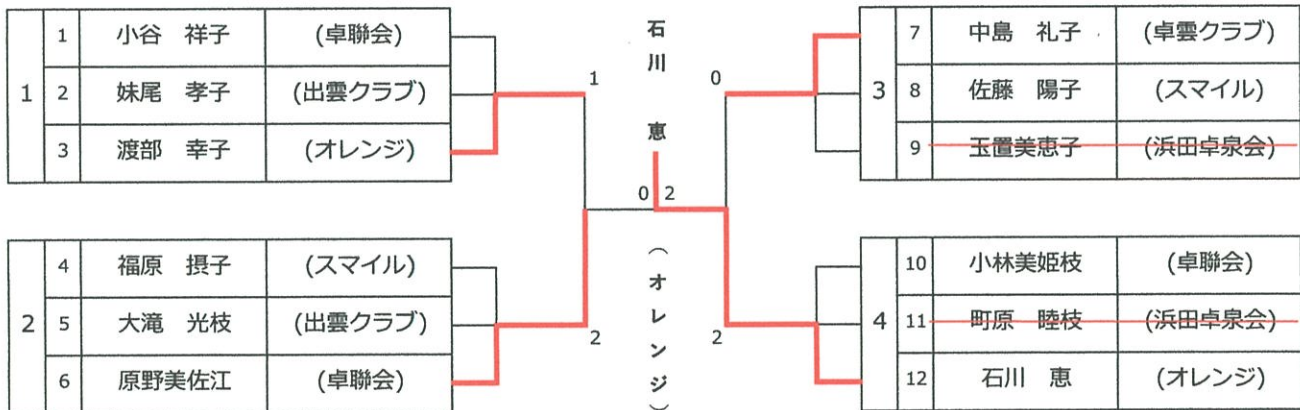 1
1 小谷 祥子 (卓聯会)
2 妹尾 孝子 (出雲クラブ)
3 渡部 幸子 (オレンジ)
2
4 福原 摂子 (スマイル)
5 大滝 光枝 (出雲クラブ)
6 原野美佐江 (卓聯会)
1
2
0 2
石川 恵
(オレンジ)
0
2
3
7 中島 礼子 (卓雲クラブ)
8 佐藤 陽子 (スマイル)
9 玉置美恵子 (浜田卓泉会)
4
10 小林美姫枝 (卓聯会)
11 町原 睦枝 (浜田卓泉会)
12 石川 恵 (オレンジ)